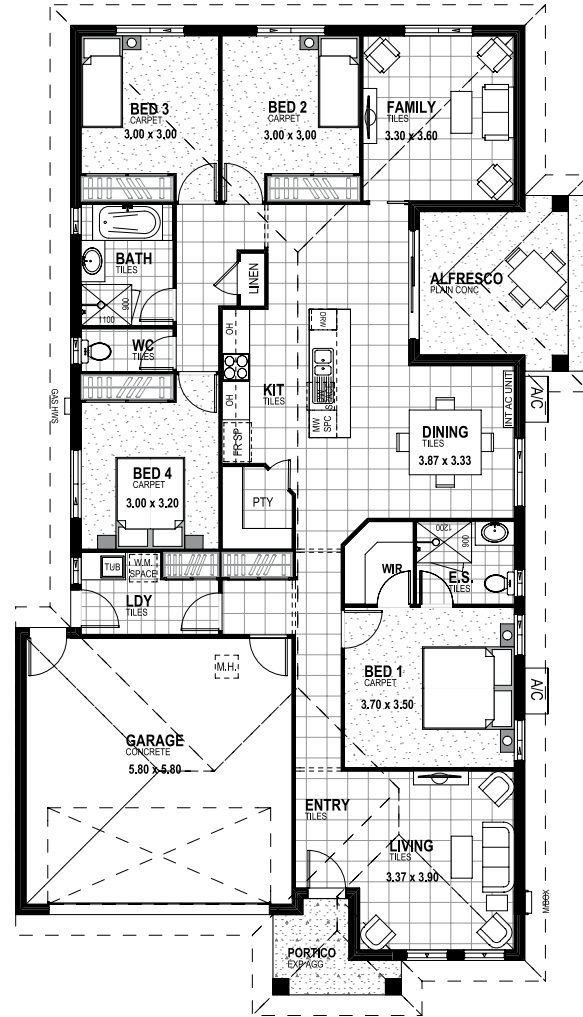 BED 3
CARPET
3,00 x 3,00
BED 2
CARPET
3,00 x 3,00
FAMILY
TILES
3.30 x 3.60
BATH
TILES
900
1100
LINEN
ALFRESCO
PLAIN CONC
WC
TILES
OH
DRW
KIT
TILES
OH
MW
SPC
FR SP
GAS HWS
INT AC UNIT
A/C
DINING
TILES
3.87 x 3.33
BED 4
CARPET
3.00 x 3.20
PTY
1200
900
WIR
E.S.
TILES
TUB
W.M.
SPACE
LDY
TILES
M.H.
BED 1
CARPET
3.70 x 3.50
A/C
GARAGE
CONCRETE
5.80 x 5.80
ENTRY
TILES
LIVING
TILES
3.37 x 3.90
M/BOX
PORTICO
EXP AGG